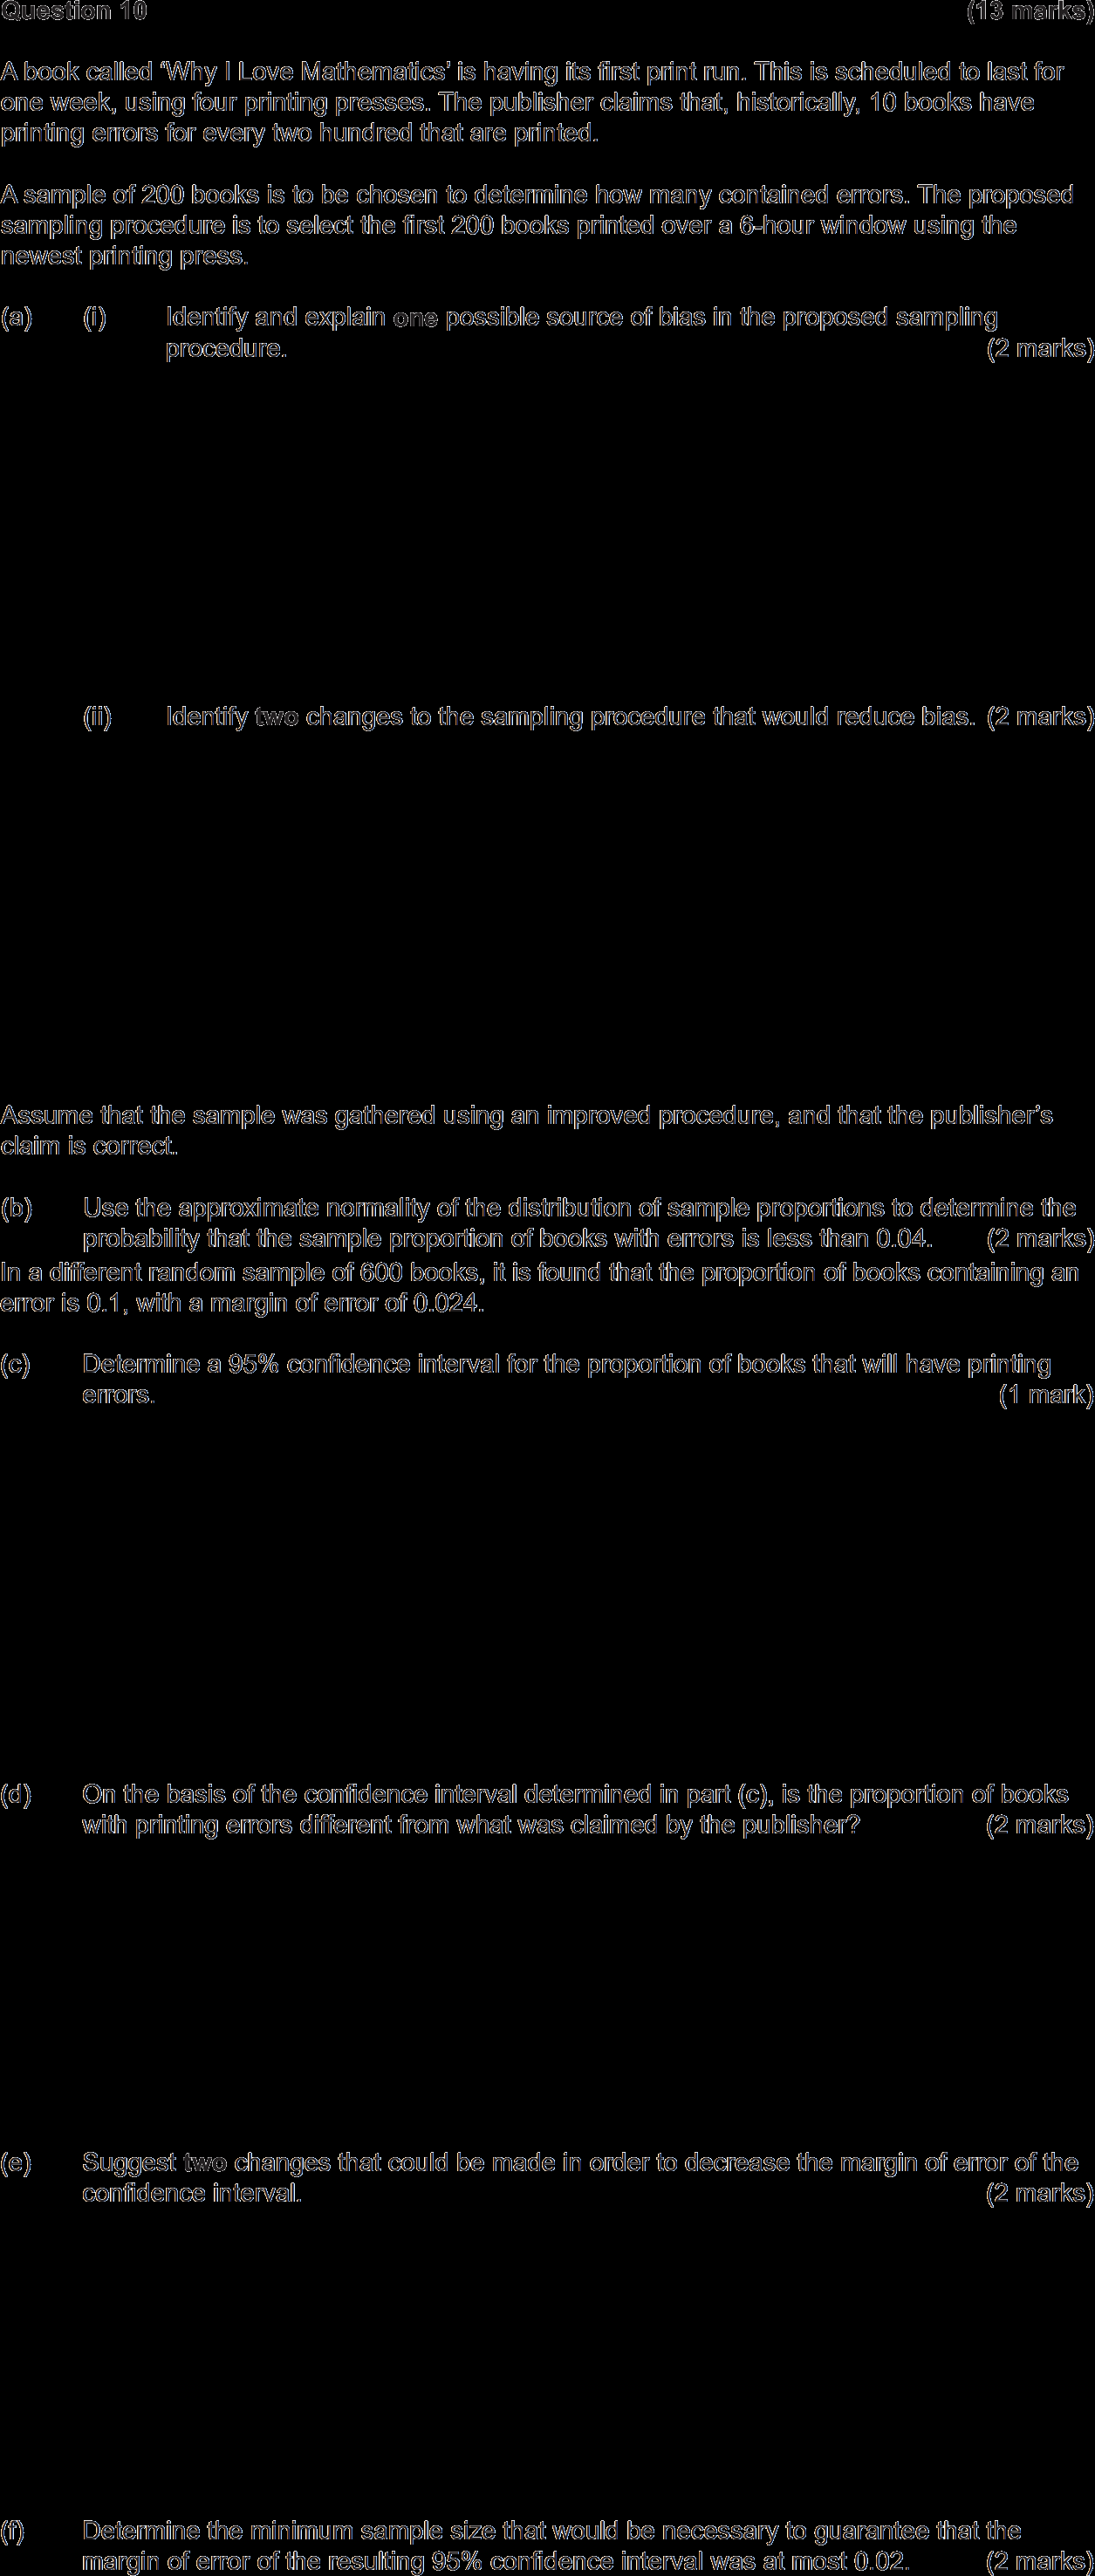 Question 10 (13 marks)
A book called ‘Why I Love Mathematics’ is having its first print run. This is scheduled to last for
one week, using four printing presses. The publisher claims that, historically, 10 books have
printing errors for every two hundred that are printed.
A sample of 200 books is to be chosen to determine how many contained errors. The proposed
sampling procedure is to select the first 200 books printed over a 6-hour window using the
newest printing press.
(a) (i) Identify and explain one possible source of bias in the proposed sampling
procedure. (2 marks)
(ii) Identify two changes to the sampling procedure that would reduce bias. (2 marks)
Assume that the sample was gathered using an improved procedure, and that the publisher’s
claim is correct.
(b) Use the approximate normality of the distribution of sample proportions to determine the
probability that the sample proportion of books with errors is less than 0.04. (2 marks)
In a different random sample of 600 books, it is found that the proportion of books containing an
error is 0.1, with a margin of error of 0.024.
(c) Determine a 95% confidence interval for the proportion of books that will have printing
errors. (1 mark)
(d) On the basis of the confidence interval determined in part (c), is the proportion of books
with printing errors different from what was claimed by the publisher? (2 marks)
(e) Suggest two changes that could be made in order to decrease the margin of error of the
confidence interval. (2 marks)
(f) Determine the minimum sample size that would be necessary to guarantee that the
margin of error of the resulting 95% confidence interval was at most 0.02. (2 marks)